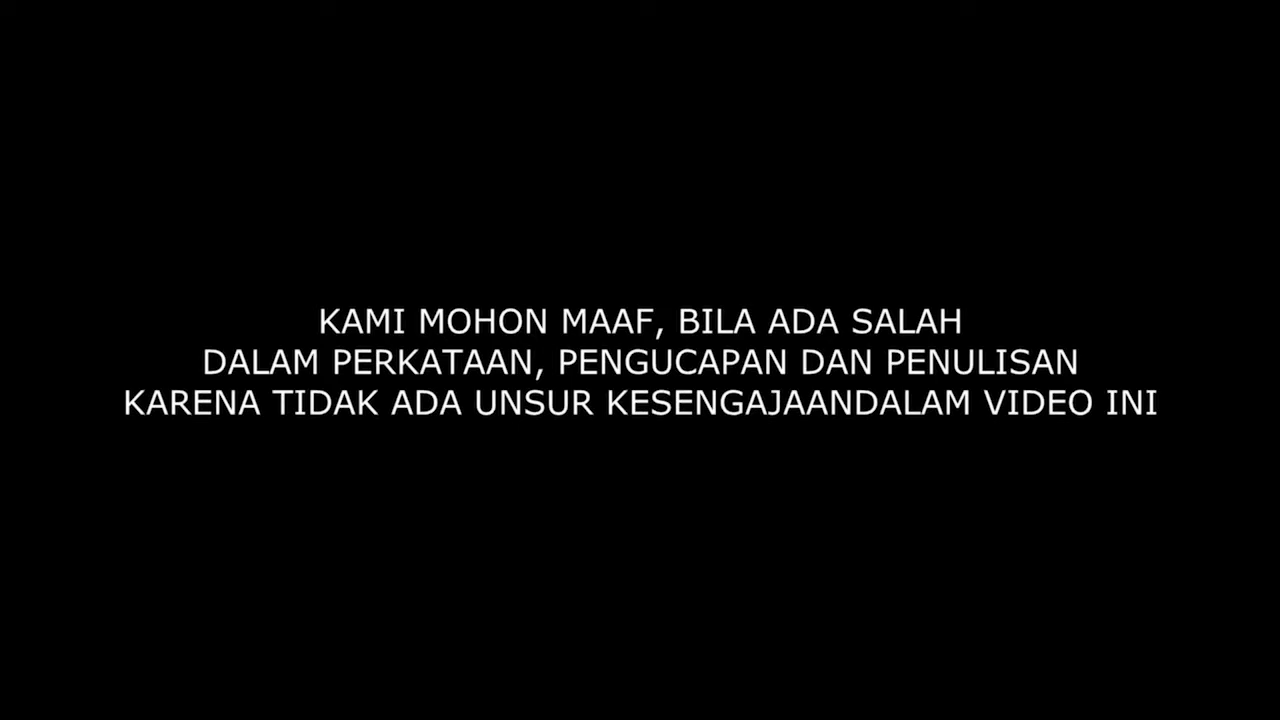 KAMI MOHON MAAF, BILA ADA SALAH
DALAM PERKATAAN, PENGUCAPAN DAN PENULISAN
KARENA TIDAK ADA UNSUR KESENGAJAANDALAM VIDEO INI